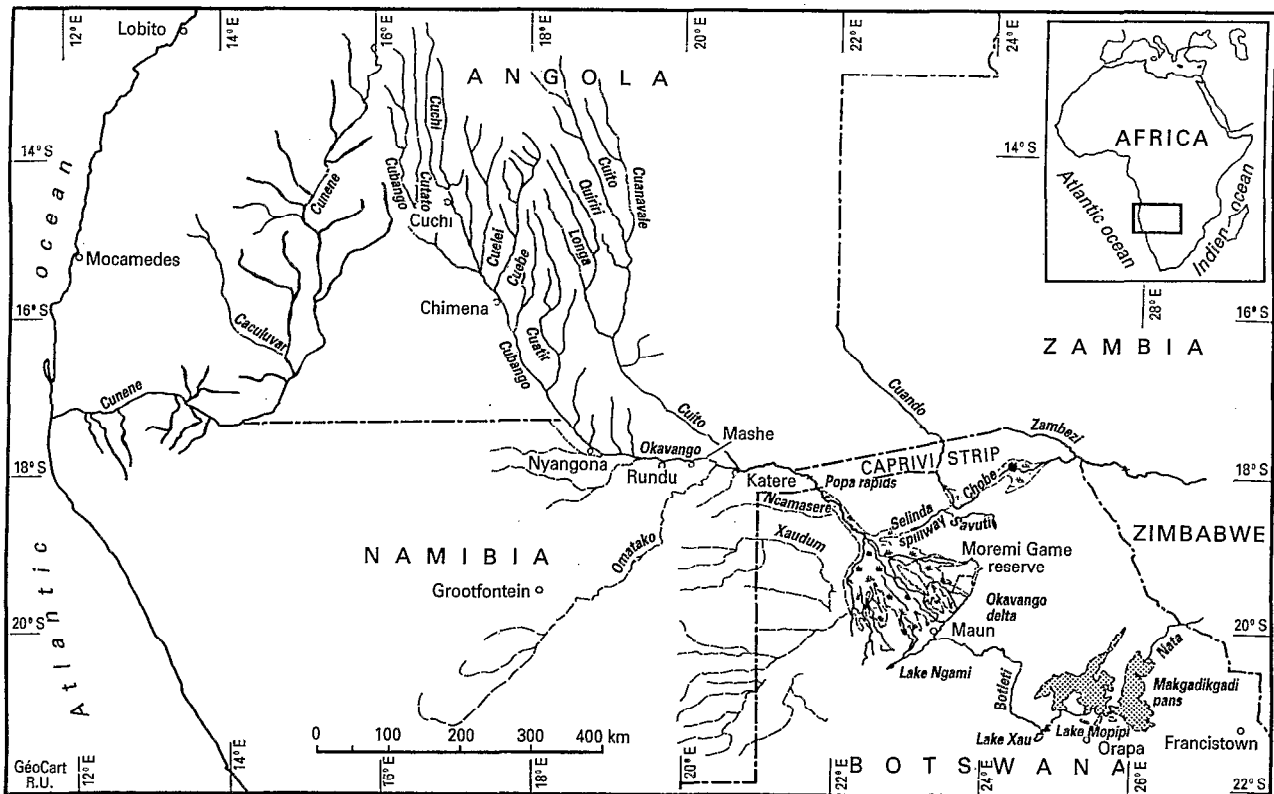 12° E
Lobito
14° E
16° E
18° E
20° E
22° E
24° E
ANGOLA
AFRICA
Atlantic ocean
Indien ocean
28° E
14° S
14° S
Cunene
Cubango
Cutato
Cuchi
Cuchi
Cuelei
Cuebe
Longa
Quiriri
Cuito
Cuanavale
Mocamedes
16° S
16° S
Chimena
Caculuvar
Cuatir
Cubango
ZAMBIA
Cunene
Cuito
Cuando
Zambezi
Mashe
Okavango
Nyangona
Rundu
Katere
CAPRIVI STRIP
Popa rapids
Chobe
18° S
18° S
Ncamasere
Selinda
spillway
Savuti
Xaudum
ZIMBABWE
NAMIBIA
Omatako
Moremi Game
reserve
Grootfontein
Okavango
delta
20° S
20° S
Maun
Nata
Lake Ngami
Botleti
Makgadikgadi
pans
Atlantic ocean
0 100 200 300 400 km
Lake Xau
Lake Mopipi
Orapa
Francistown
GéoCart
R.U.
12° E
14° E
16° E
18° E
20° E
22° E
24° E
26° E
BOTSWANA
22° S